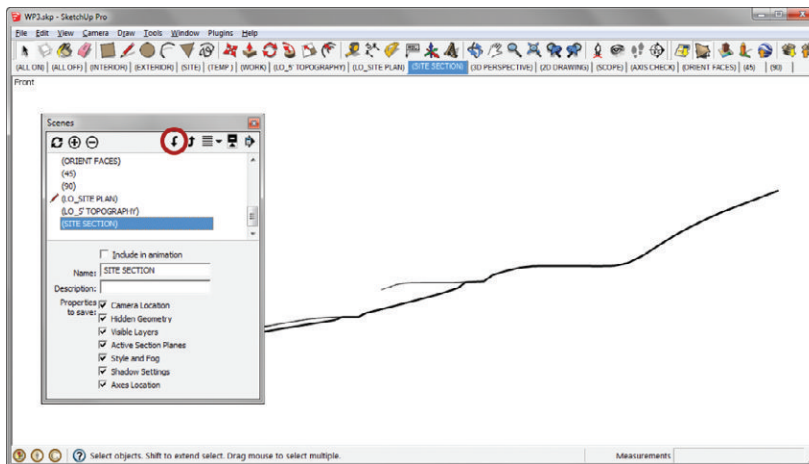 WP3.skp - SketchUp Pro
File Edit View Camera Draw Tools Window Plugins Help
(ALL ON) (ALL OFF) (INTERIOR) (EXTERIOR) (SITE) (TEMP) (WORK) (LO_5' TOPOGRAPHY) (LO_SITE PLAN) (SITE SECTION) (3D PERSPECTIVE) (2D DRAWING) (SCOPE) (AXIS CHECK) (ORIENT FACES) (45) (90)
Front
Scenes
(ORIENT FACES)
(45)
(90)
(LO_SITE PLAN)
(LO_5' TOPOGRAPHY)
(SITE SECTION)
Include in animation
Name: SITE SECTION
Description:
Properties to save:
Camera Location
Hidden Geometry
Visible Layers
Active Section Planes
Style and Fog
Shadow Settings
Axes Location
Select objects. Shift to extend select. Drag mouse to select multiple.
Measurements